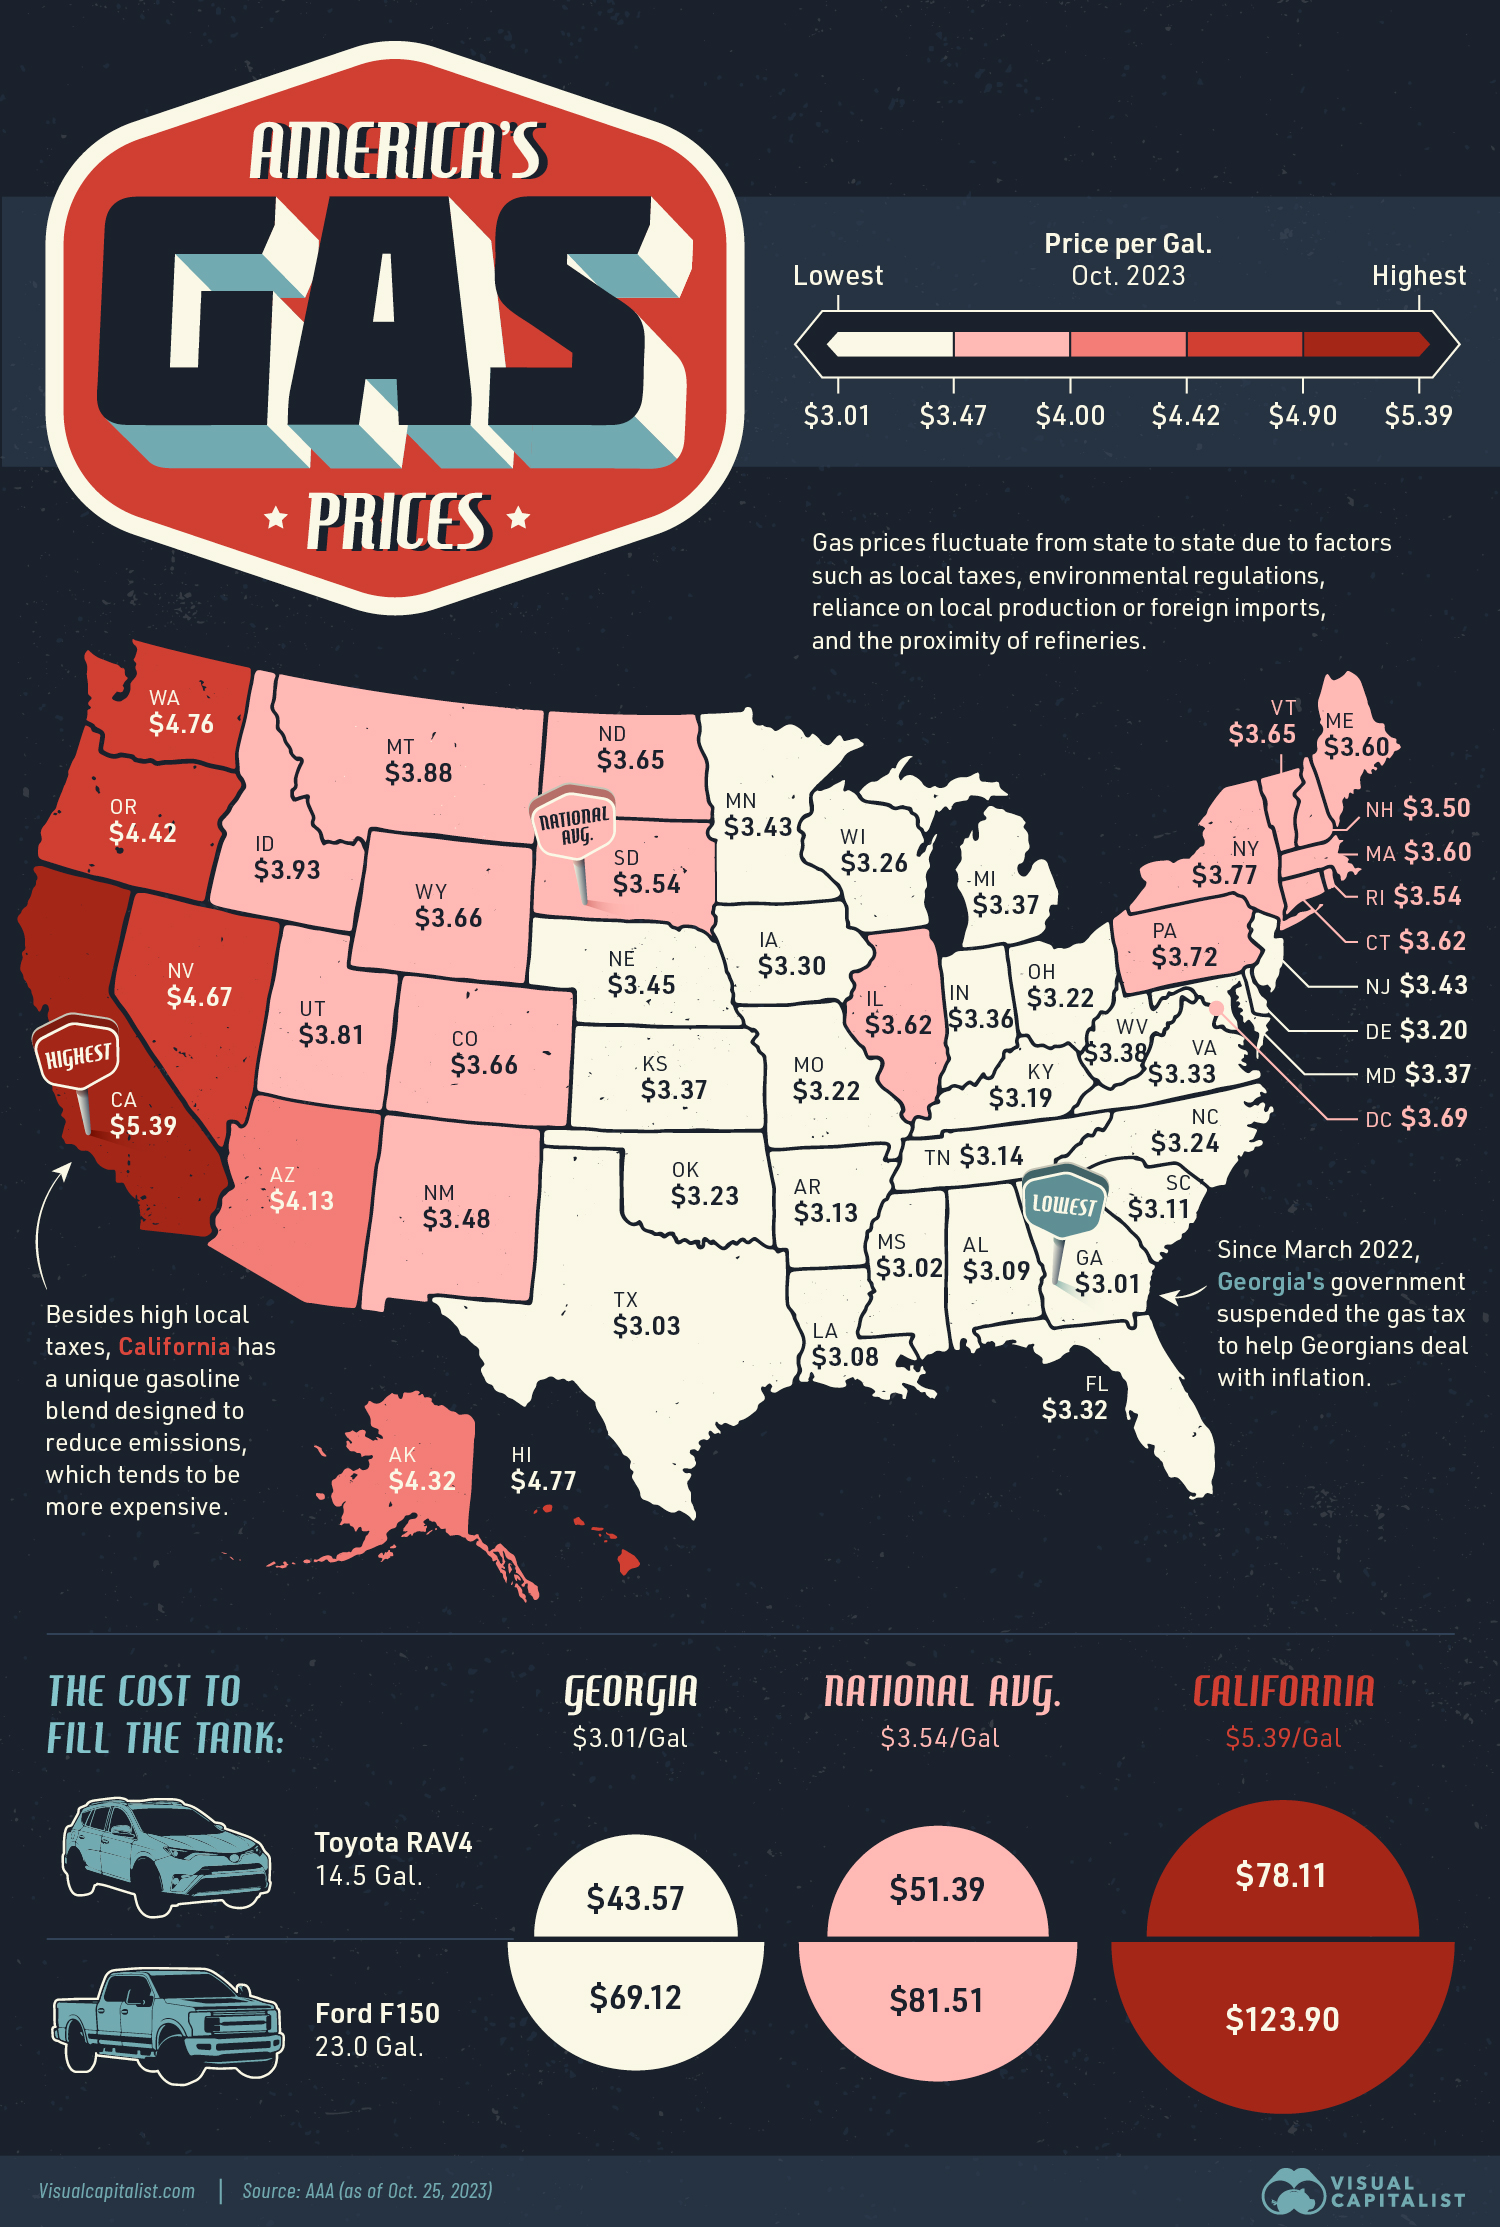 AMERICA'S
GAS
PRICES
Price per Gal.
Oct. 2023
Lowest
Highest
$3.01
$3.47
$4.00
$4.42
$4.90
$5.39
Gas prices fluctuate from state to state due to factors
such as local taxes, environmental regulations,
reliance on local production or foreign imports,
and the proximity of refineries.
WA
$4.76
OR
$4.42
ID
$3.93
MT
$3.88
ND
$3.65
NATIONAL
AVG.
SD
$3.54
WY
$3.66
MN
$3.43
WI
$3.26
MI
$3.37
VT
$3.65
ME
$3.60
NY
$3.77
NH $3.50
MA $3.60
RI $3.54
CT $3.62
NJ $3.43
DE $3.20
MD $3.37
DC $3.69
PA
$3.72
NV
$4.67
UT
$3.81
CO
$3.66
NE
$3.45
IA
$3.30
IL
$3.62
IN
$3.36
OH
$3.22
WV
$3.38
VA
$3.33
HIGHEST
CA
$5.39
KS
$3.37
MO
$3.22
KY
$3.19
NC
$3.24
AZ
$4.13
NM
$3.48
OK
$3.23
AR
$3.13
TN $3.14
SC
$3.11
LOWEST
GA
$3.01
MS
$3.02
AL
$3.09
TX
$3.03
LA
$3.08
FL
$3.32
AK
$4.32
HI
$4.77
Since March 2022,
Georgia's government
suspended the gas tax
to help Georgians deal
with inflation.
Besides high local
taxes, California has
a unique gasoline
blend designed to
reduce emissions,
which tends to be
more expensive.
THE COST TO
FILL THE TANK:
GEORGIA
$3.01/Gal
NATIONAL AVG.
$3.54/Gal
CALIFORNIA
$5.39/Gal
Toyota RAV4
14.5 Gal.
$43.57
$51.39
$78.11
Ford F150
23.0 Gal.
$69.12
$81.51
$123.90
Visualcapitalist.com | Source: AAA (as of Oct. 25, 2023)
VISUAL
CAPITALIST